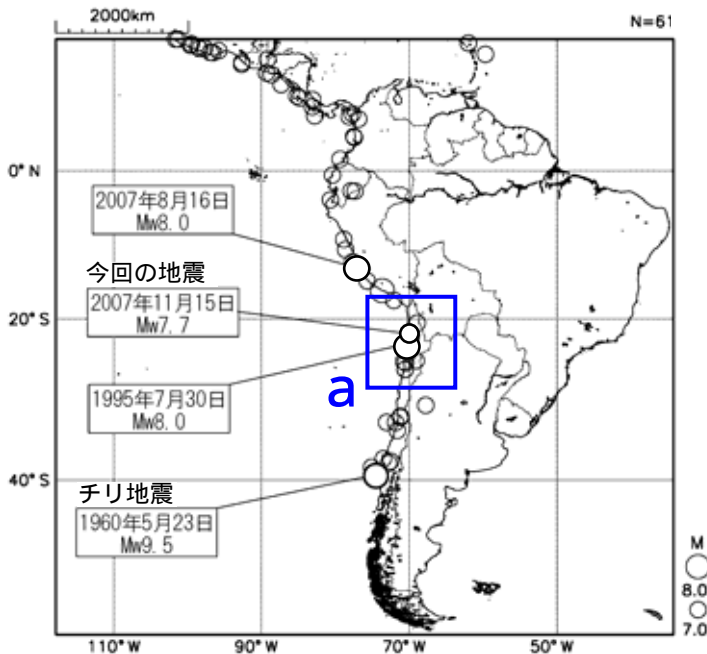 2000km
N=61
0° N
2007年8月16日
Mw8.0
今回の地震
2007年11月15日
Mw7.7
20° S
a
1995年7月30日
Mw8.0
チリ地震
40° S
1960年5月23日
Mw9.5
M
8.0
7.0
110°W
90°W
70°W
50°W